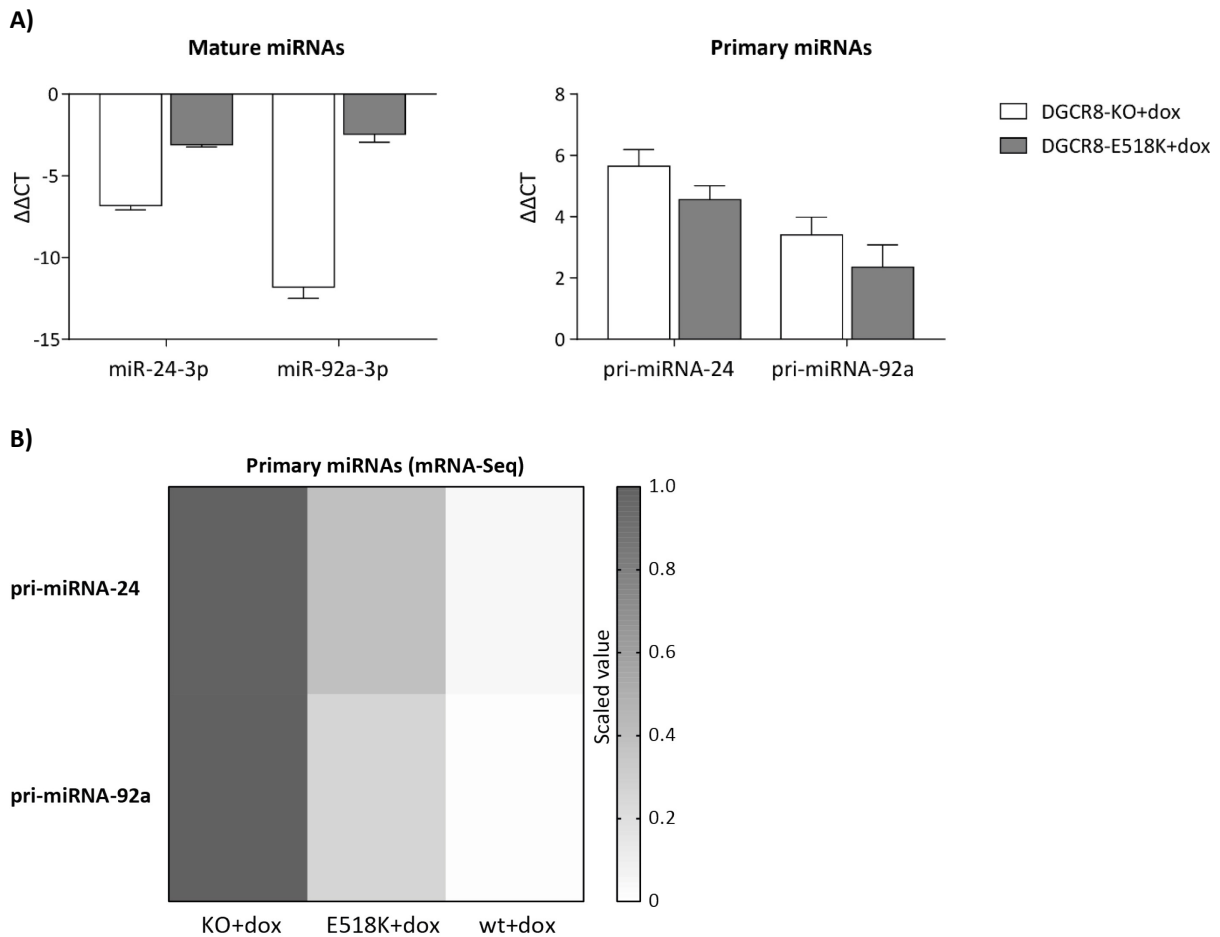 A)
Mature miRNAs
Primary miRNAs
0
-5
-10
-15
ΔΔCT
miR-24-3p
miR-92a-3p
8
6
4
2
0
ΔΔCT
pri-miRNA-24
pri-miRNA-92a
DGCR8-KO+dox
DGCR8-E518K+dox
B)
Primary miRNAs (mRNA-Seq)
pri-miRNA-24
pri-miRNA-92a
KO+dox
E518K+dox
wt+dox
Scaled value
1.0
0.8
0.6
0.4
0.2
0